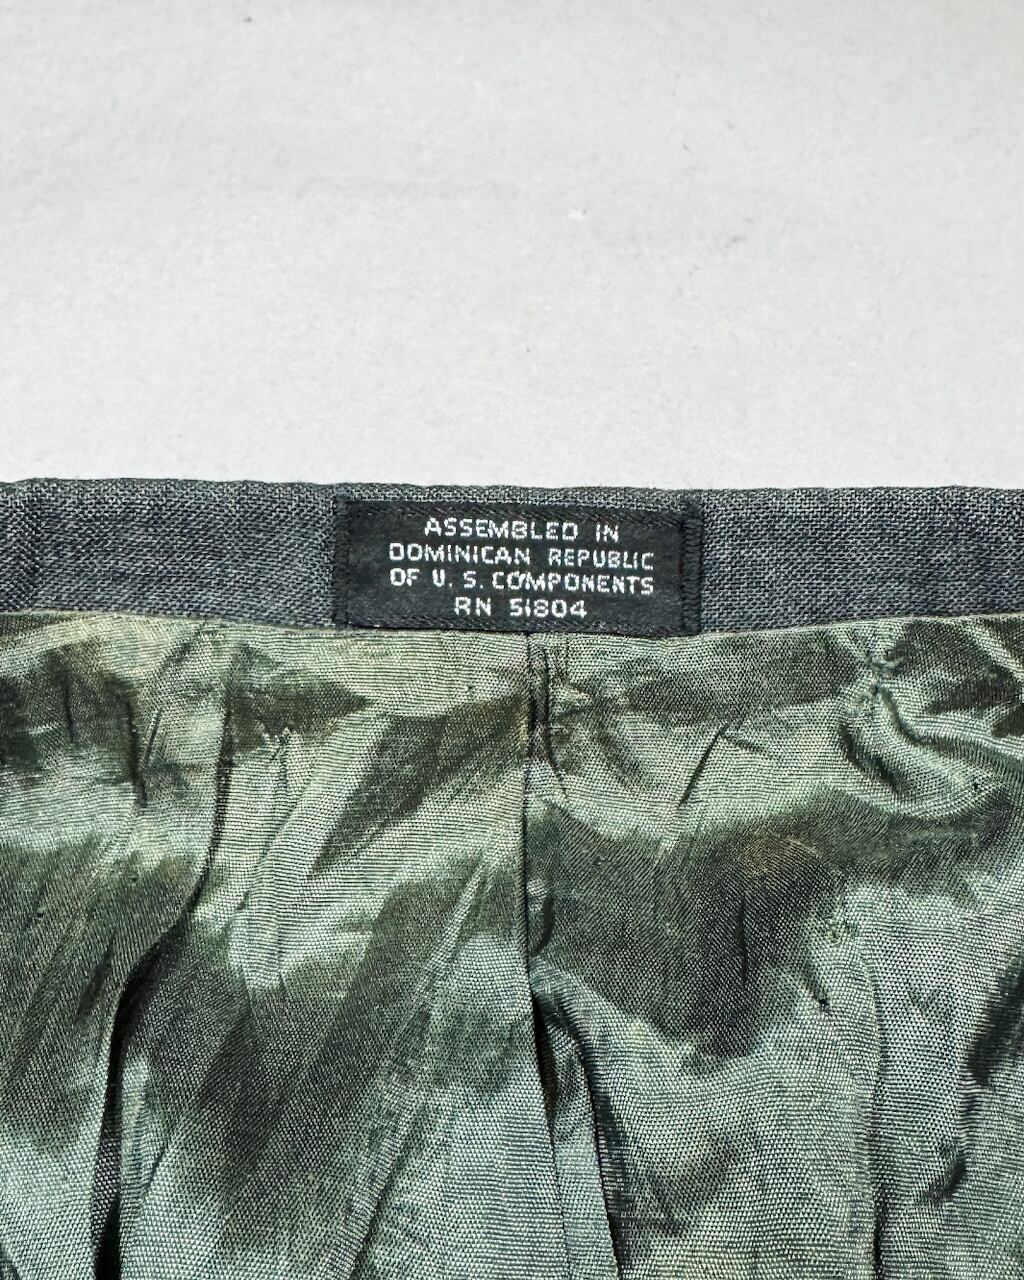 ASSEMBLED IN
DOMINICAN REPUBLIC
OF U. S. COMPONENTS
RN 51804